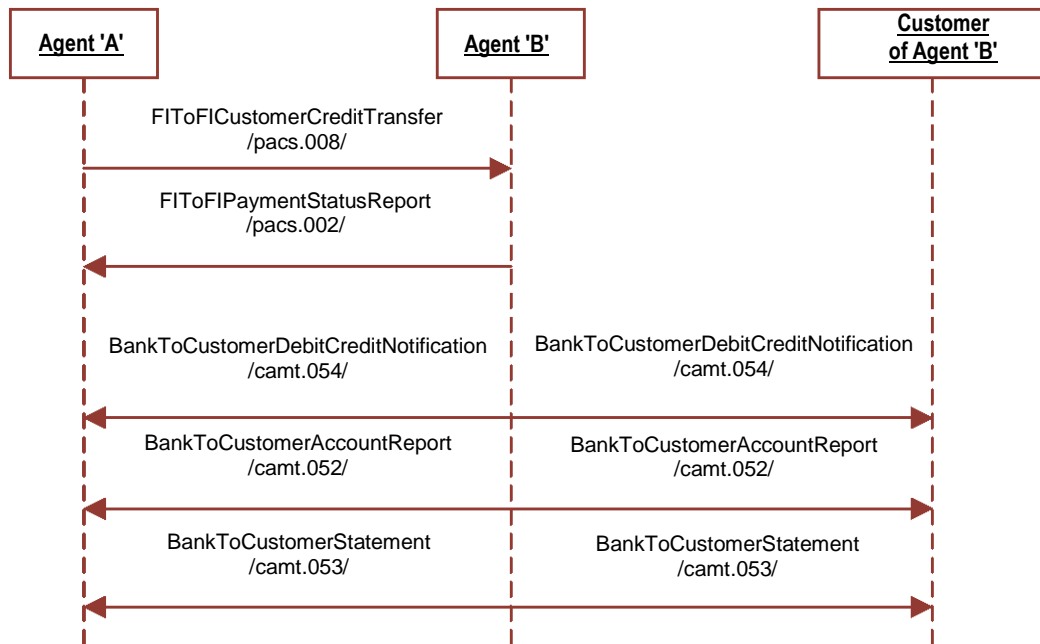 Agent 'A'
Agent 'B'
Customer
of Agent 'B'
FIToFICustomerCreditTransfer
/pacs.008/
FIToFIPaymentStatusReport
/pacs.002/
BankToCustomerDebitCreditNotification
/camt.054/
BankToCustomerDebitCreditNotification
/camt.054/
BankToCustomerAccountReport
/camt.052/
BankToCustomerAccountReport
/camt.052/
BankToCustomerStatement
/camt.053/
BankToCustomerStatement
/camt.053/